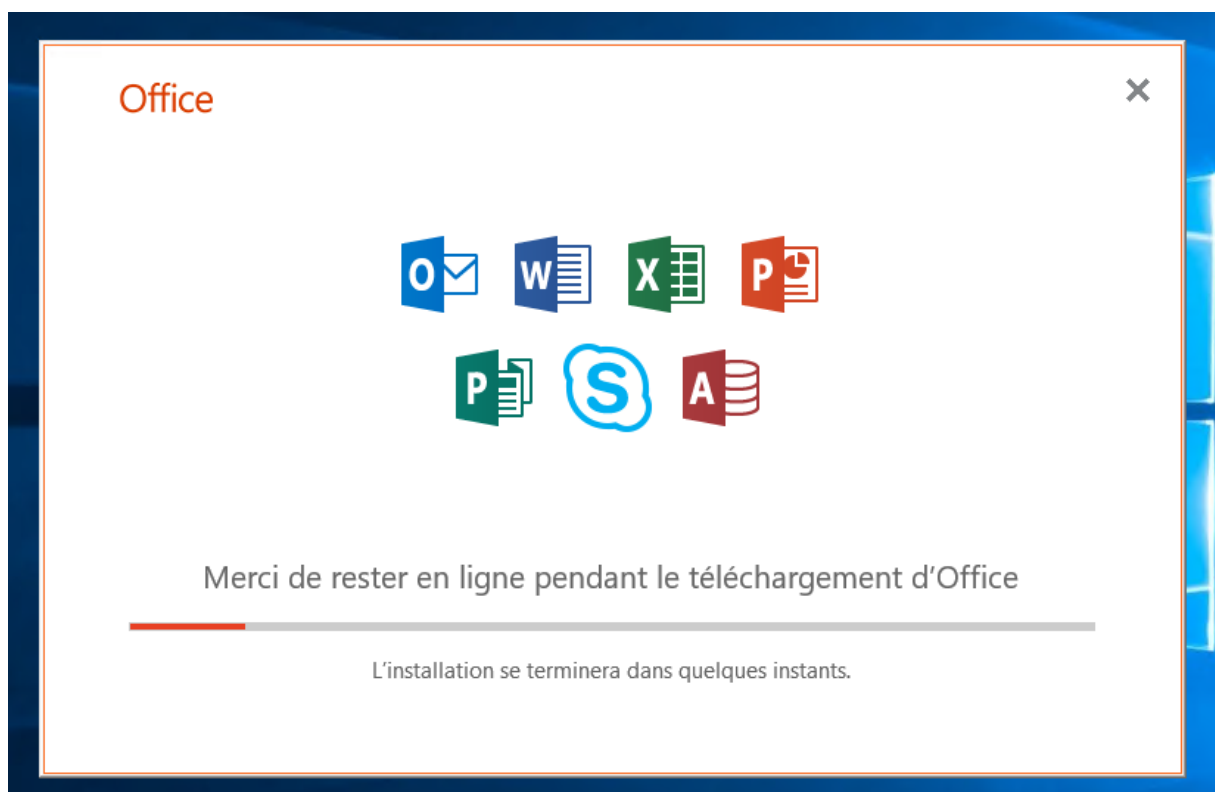 Office
O W X P
P S A
Merci de rester en ligne pendant le téléchargement d’Office
L’installation se terminera dans quelques instants.